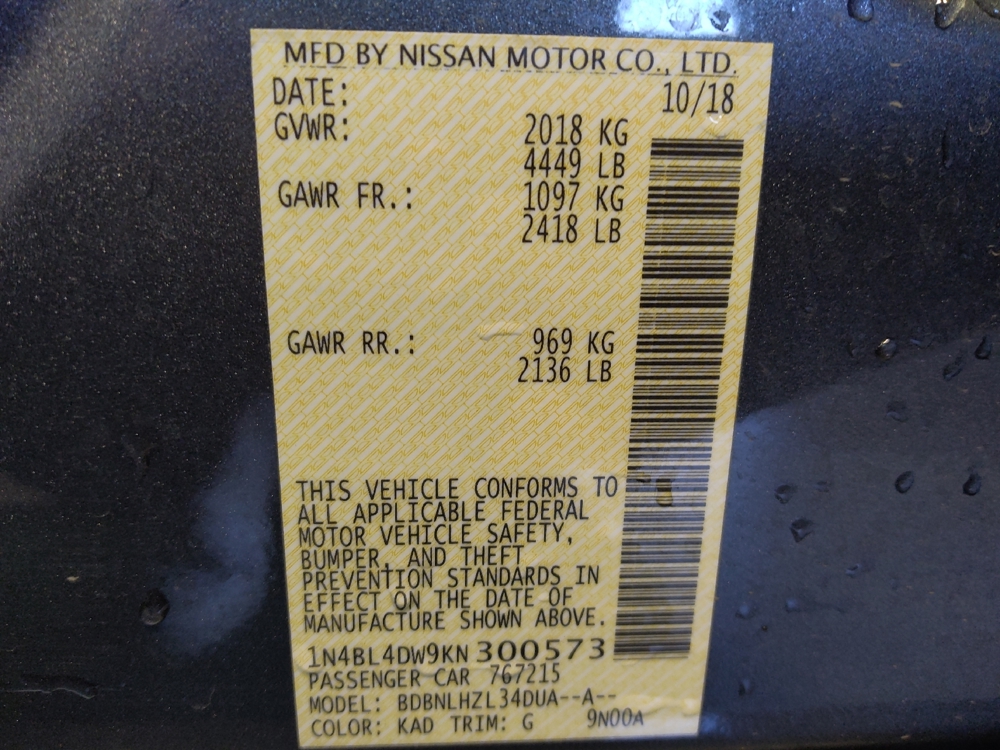 MFD BY NISSAN MOTOR CO., LTD.
DATE: 10/18
GVWR: 2018 KG
4449 LB
GAWR FR.: 1097 KG
2418 LB
GAWR RR.: 969 KG
2136 LB
THIS VEHICLE CONFORMS TO
ALL APPLICABLE FEDERAL
MOTOR VEHICLE SAFETY,
BUMPER, AND THEFT
PREVENTION STANDARDS IN
EFFECT ON THE DATE OF
MANUFACTURE SHOWN ABOVE.
1N4BL4DW9KN300573
PASSENGER CAR 767215
MODEL: BDBNLHZL34DUA--A--
COLOR: KAD TRIM: G 9N00A